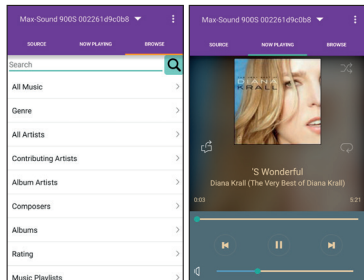 Max-Sound 900S 002261d9c0b8
SOURCE
NOW PLAYING
BROWSE
Search
All Music
Genre
All Artists
Contributing Artists
Album Artists
Composers
Albums
Rating
Music Playlists
Max-Sound 900S 002261d9c0b8
SOURCE
NOW PLAYING
BROWSE
DIANA
KRALL
'S Wonderful
Diana Krall (The Very Best of Diana Krall)
0:03
5:21